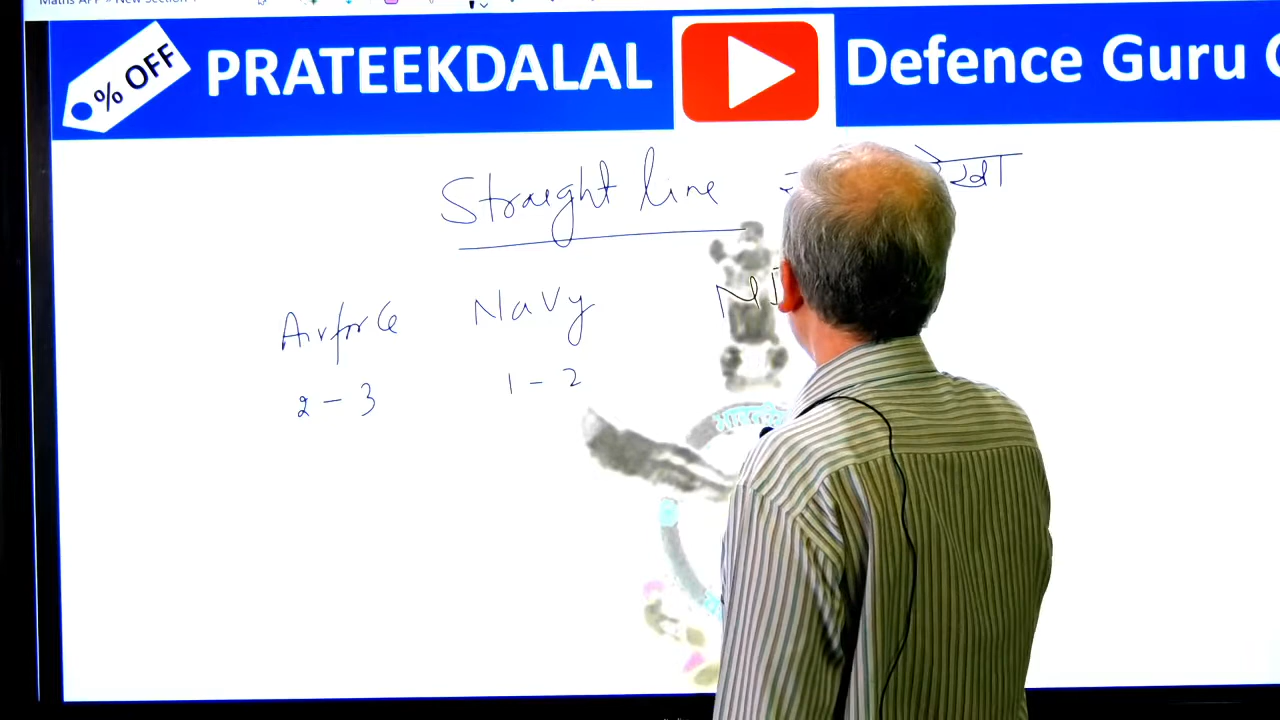 % OFF PRATEEKDALAL Defence Guru
Straight line रेखा
Airforce Navy
2 - 3 1 - 2